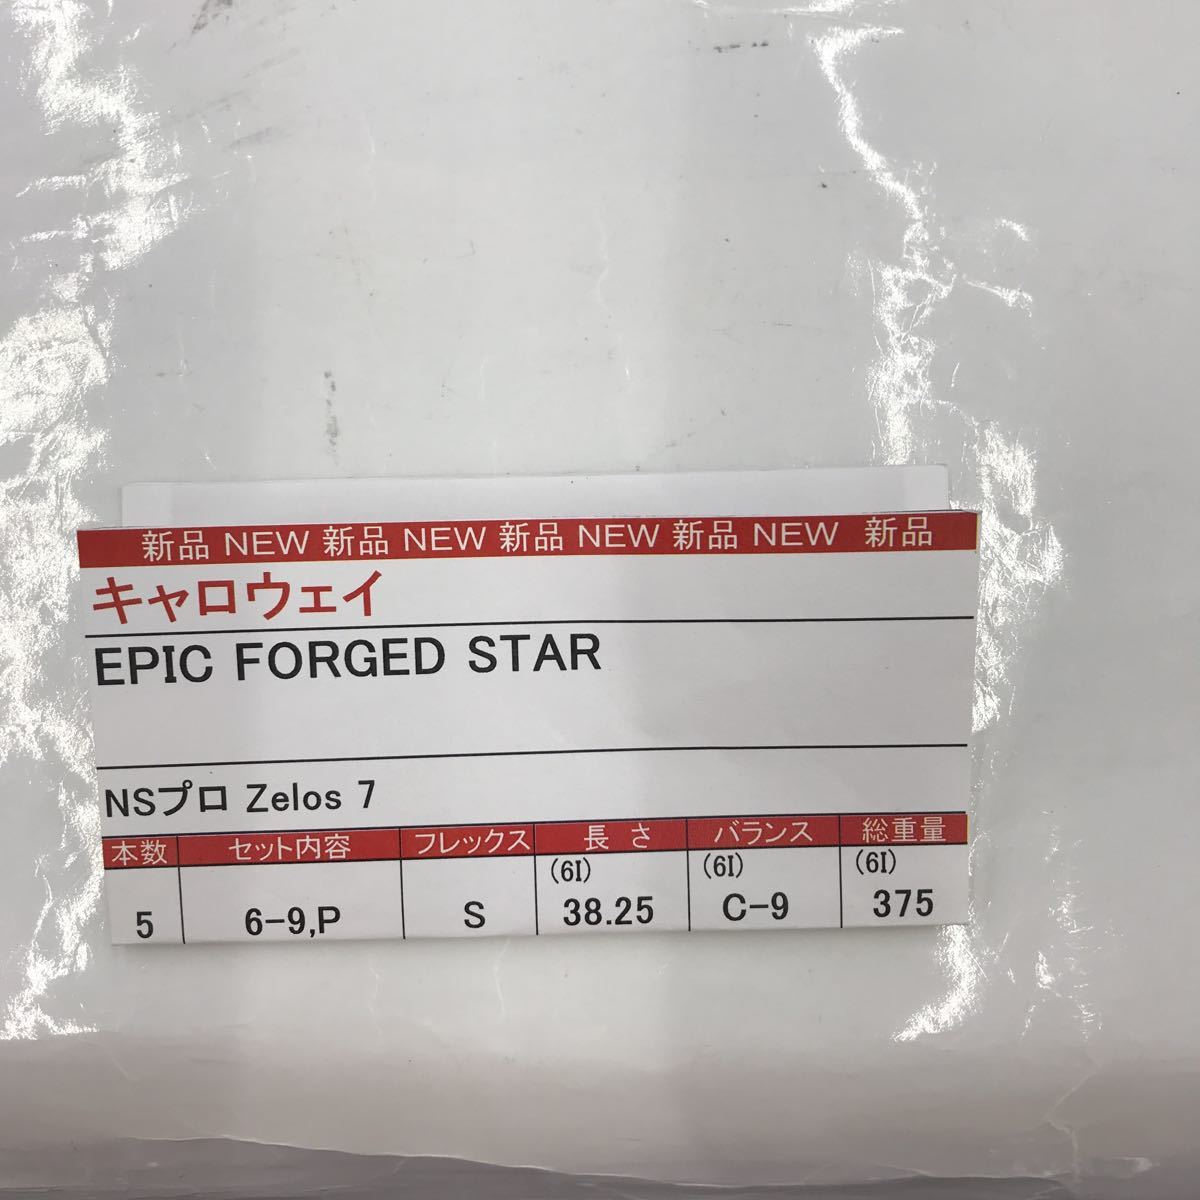 新品 NEW 新品 NEW 新品 NEW 新品 NEW 新品
キャロウェイ
EPIC FORGED STAR
NSプロ Zelos 7
本数 セット内容 フレックス 長さ バランス 総重量
(6I) (6I) (6I)
5 6-9,P S 38.25 C-9 375